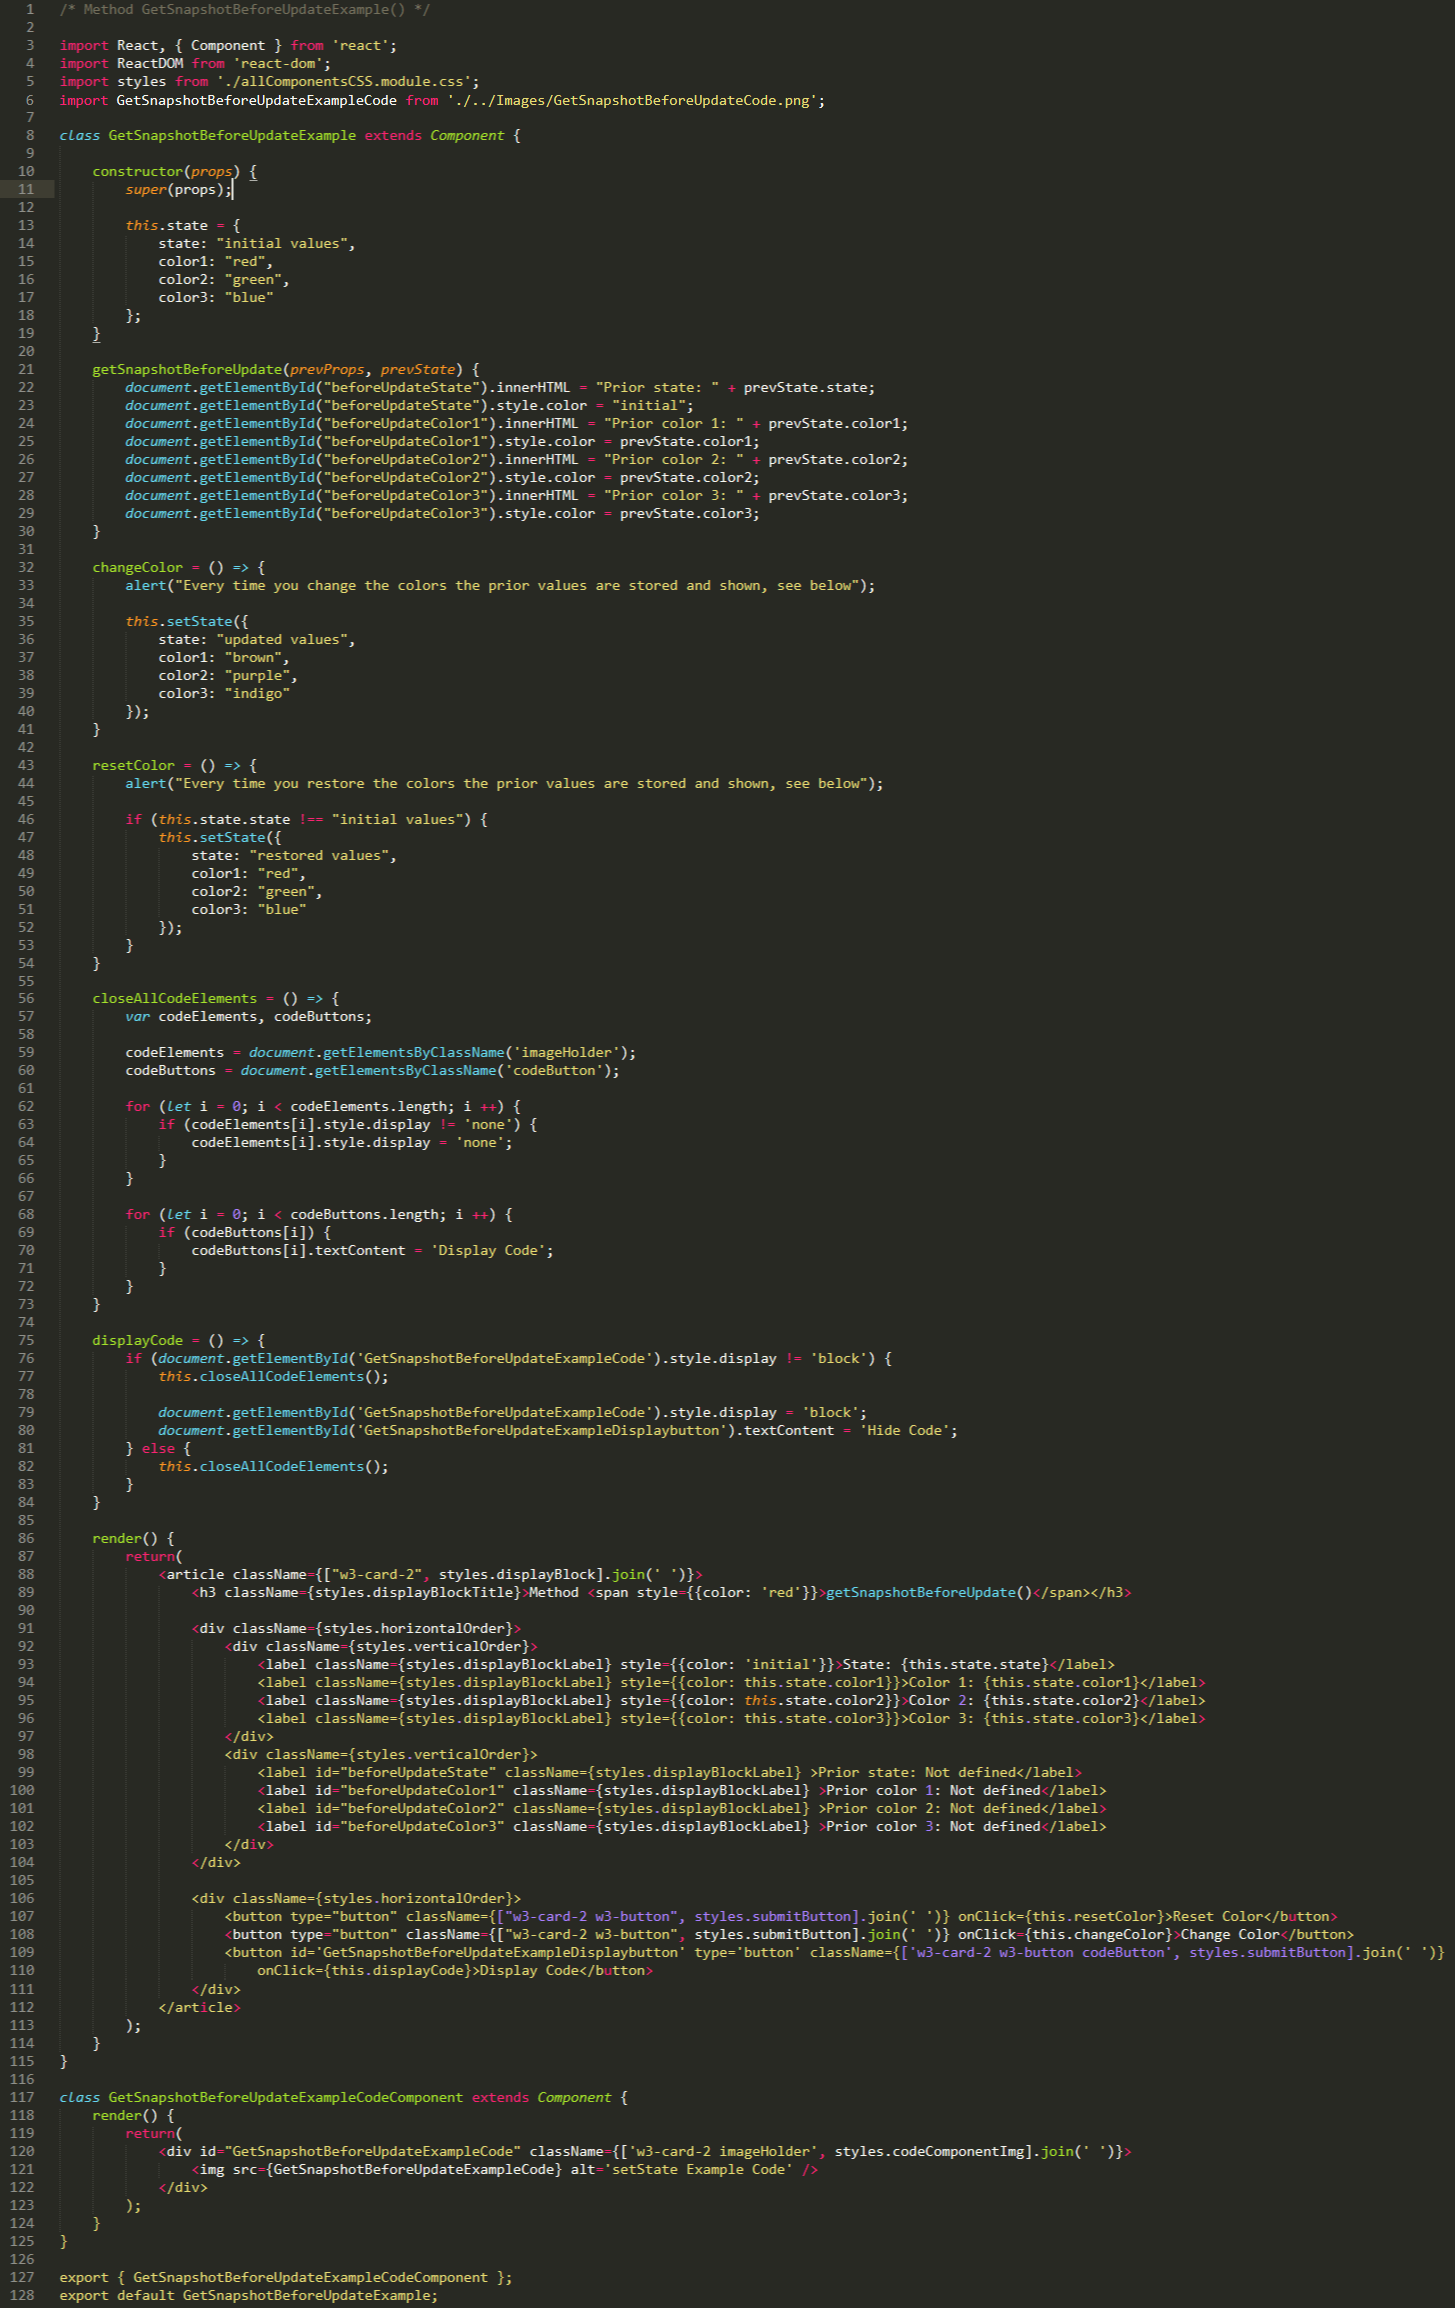 1 /* Method GetSnapshotBeforeUpdateExample() */
2
3 import React, { Component } from 'react';
4 import ReactDOM from 'react-dom';
5 import styles from './allComponentsCSS.module.css';
6 import GetSnapshotBeforeUpdateExampleCode from './../Images/GetSnapshotBeforeUpdateCode.png';
7
8 class GetSnapshotBeforeUpdateExample extends Component {
9
10 constructor(props) {
11 super(props);
12
13 this.state = {
14 state: "initial values",
15 color1: "red",
16 color2: "green",
17 color3: "blue"
18 };
19 }
20
21 getSnapshotBeforeUpdate(prevProps, prevState) {
22 document.getElementById("beforeUpdateState").innerHTML = "Prior state: " + prevState.state;
23 document.getElementById("beforeUpdateState").style.color = "initial";
24 document.getElementById("beforeUpdateColor1").innerHTML = "Prior color 1: " + prevState.color1;
25 document.getElementById("beforeUpdateColor1").style.color = prevState.color1;
26 document.getElementById("beforeUpdateColor2").innerHTML = "Prior color 2: " + prevState.color2;
27 document.getElementById("beforeUpdateColor2").style.color = prevState.color2;
28 document.getElementById("beforeUpdateColor3").innerHTML = "Prior color 3: " + prevState.color3;
29 document.getElementById("beforeUpdateColor3").style.color = prevState.color3;
30 }
31
32 changeColor = () => {
33 alert("Every time you change the colors the prior values are stored and shown, see below");
34
35 this.setState({
36 state: "updated values",
37 color1: "brown",
38 color2: "purple",
39 color3: "indigo"
40 });
41 }
42
43 resetColor = () => {
44 alert("Every time you restore the colors the prior values are stored and shown, see below");
45
46 if (this.state.state !== "initial values") {
47 this.setState({
48 state: "restored values",
49 color1: "red",
50 color2: "green",
51 color3: "blue"
52 });
53 }
54 }
55
56 closeAllCodeElements = () => {
57 var codeElements, codeButtons;
58
59 codeElements = document.getElementsByClassName('imageHolder');
60 codeButtons = document.getElementsByClassName('codeButton');
61
62 for (let i = 0; i < codeElements.length; i ++) {
63 if (codeElements[i].style.display != 'none') {
64 codeElements[i].style.display = 'none';
65 }
66 }
67
68 for (let i = 0; i < codeButtons.length; i ++) {
69 if (codeButtons[i]) {
70 codeButtons[i].textContent = 'Display Code';
71 }
72 }
73 }
74
75 displayCode = () => {
76 if (document.getElementById('GetSnapshotBeforeUpdateExampleCode').style.display != 'block') {
77 this.closeAllCodeElements();
78
79 document.getElementById('GetSnapshotBeforeUpdateExampleCode').style.display = 'block';
80 document.getElementById('GetSnapshotBeforeUpdateExampleDisplaybutton').textContent = 'Hide Code';
81 } else {
82 this.closeAllCodeElements();
83 }
84 }
85
86 render() {
87 return(
88 <article className={["w3-card-2", styles.displayBlock].join(' ')}>
89 <h3 className={styles.displayBlockTitle}>Method <span style={{color: 'red'}}>getSnapshotBeforeUpdate()</span></h3>
90
91 <div className={styles.horizontalOrder}>
92 <div className={styles.verticalOrder}>
93 <label className={styles.displayBlockLabel} style={{color: 'initial'}}>State: {this.state.state}</label>
94 <label className={styles.displayBlockLabel} style={{color: this.state.color1}}>Color 1: {this.state.color1}</label>
95 <label className={styles.displayBlockLabel} style={{color: this.state.color2}}>Color 2: {this.state.color2}</label>
96 <label className={styles.displayBlockLabel} style={{color: this.state.color3}}>Color 3: {this.state.color3}</label>
97 </div>
98 <div className={styles.verticalOrder}>
99 <label id="beforeUpdateState" className={styles.displayBlockLabel} >Prior state: Not defined</label>
100 <label id="beforeUpdateColor1" className={styles.displayBlockLabel} >Prior color 1: Not defined</label>
101 <label id="beforeUpdateColor2" className={styles.displayBlockLabel} >Prior color 2: Not defined</label>
102 <label id="beforeUpdateColor3" className={styles.displayBlockLabel} >Prior color 3: Not defined</label>
103 </div>
104 </div>
105
106 <div className={styles.horizontalOrder}>
107 <button type="button" className={["w3-card-2 w3-button", styles.submitButton].join(' ')} onClick={this.resetColor}>Reset Color</button>
108 <button type="button" className={["w3-card-2 w3-button", styles.submitButton].join(' ')} onClick={this.changeColor}>Change Color</button>
109 <button id='GetSnapshotBeforeUpdateExampleDisplaybutton' type='button' className={['w3-card-2 w3-button codeButton', styles.submitButton].join(' ')}
110 onClick={this.displayCode}>Display Code</button>
111 </div>
112 </article>
113 );
114 }
115 }
116
117 class GetSnapshotBeforeUpdateExampleCodeComponent extends Component {
118 render() {
119 return(
120 <div id="GetSnapshotBeforeUpdateExampleCode" className={['w3-card-2 imageHolder', styles.codeComponentImg].join(' ')}>
121 <img src={GetSnapshotBeforeUpdateExampleCode} alt='setState Example Code' />
122 </div>
123 );
124 }
125 }
126
127 export { GetSnapshotBeforeUpdateExampleCodeComponent };
128 export default GetSnapshotBeforeUpdateExample;